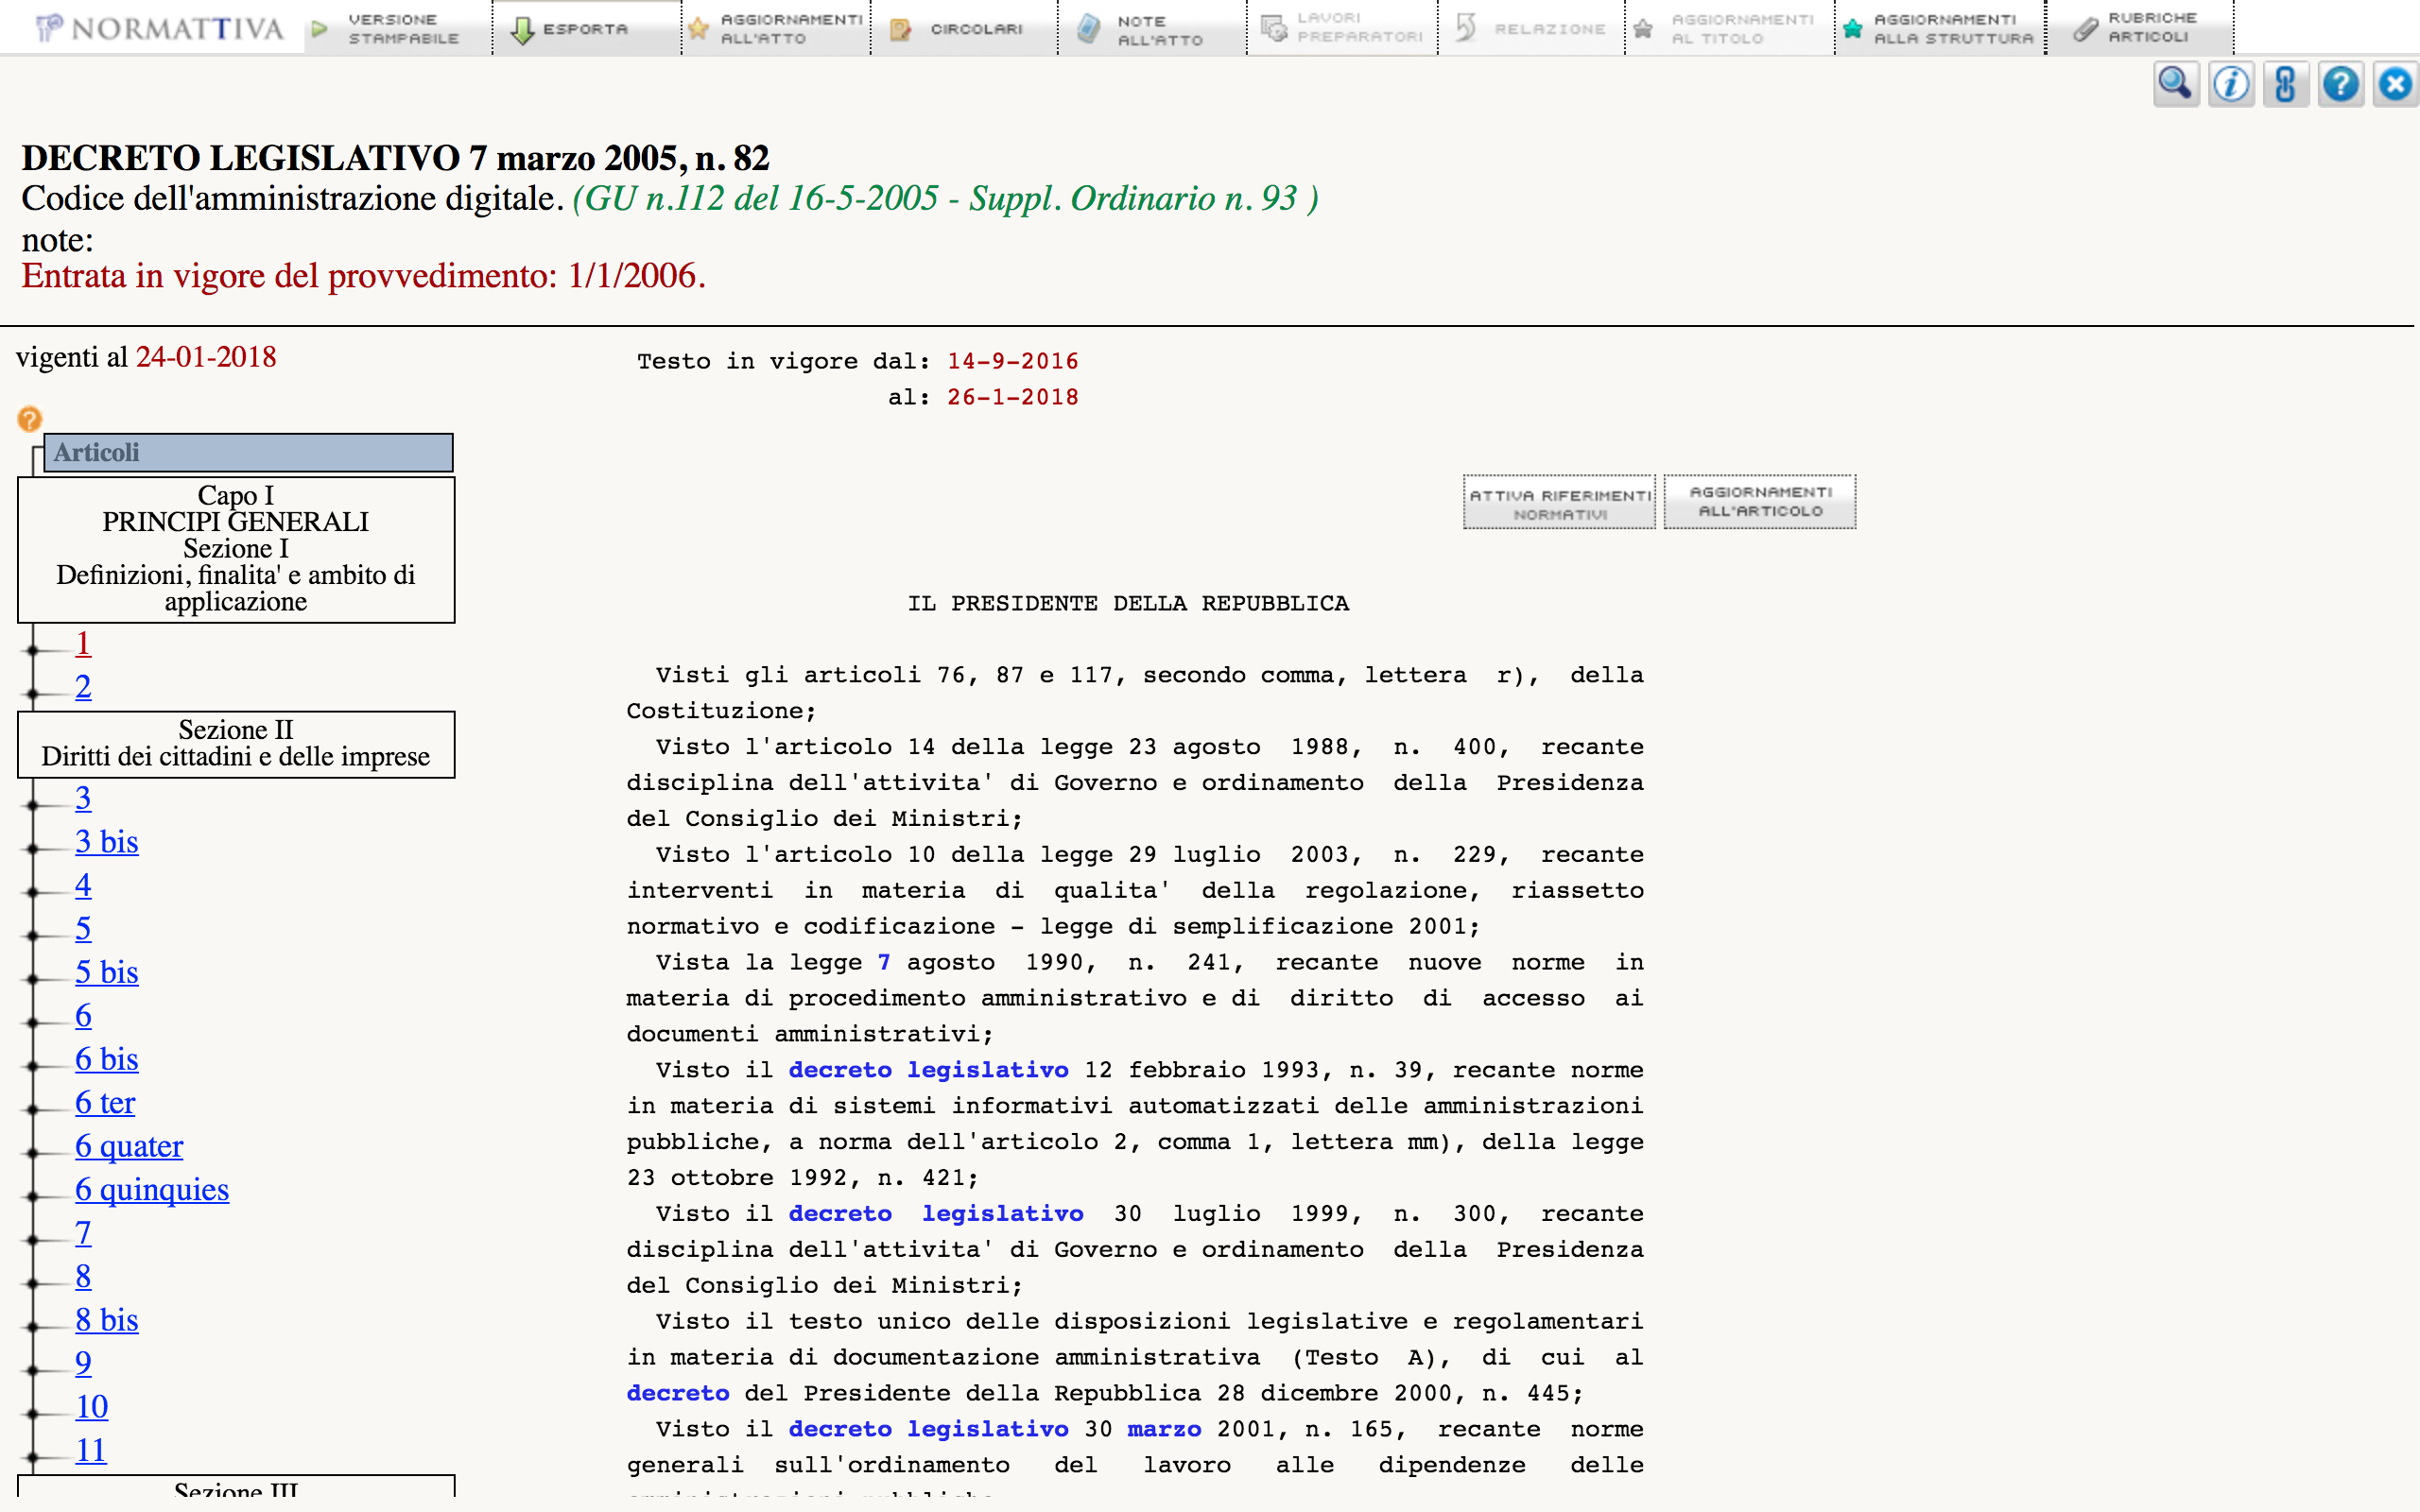 NORMATTIVA
VERSIONE STAMPABILE
ESPORTA
AGGIORNAMENTI ALL'ATTO
CIRCOLARI
NOTE ALL'ATTO
LAVORI PREPARATORI
RELAZIONE
AGGIORNAMENTI AL TITOLO
AGGIORNAMENTI ALLA STRUTTURA
RUBRICHE ARTICOLI
DECRETO LEGISLATIVO 7 marzo 2005, n. 82
Codice dell'amministrazione digitale. (GU n.112 del 16-5-2005 - Suppl. Ordinario n. 93 )
note:
Entrata in vigore del provvedimento: 1/1/2006.
vigenti al 24-01-2018
Articoli
Capo I
PRINCIPI GENERALI
Sezione I
Definizioni, finalita' e ambito di
applicazione
1
2
Sezione II
Diritti dei cittadini e delle imprese
3
3 bis
4
5
5 bis
6
6 bis
6 ter
6 quater
6 quinquies
7
8
8 bis
9
10
11
Sezione III
Testo in vigore dal: 14-9-2016
al: 26-1-2018
ATTIVA RIFERIMENTI NORMATIVI
AGGIORNAMENTI ALL'ARTICOLO
IL PRESIDENTE DELLA REPUBBLICA
Visti gli articoli 76, 87 e 117, secondo comma, lettera r), della
Costituzione;
Visto l'articolo 14 della legge 23 agosto 1988, n. 400, recante
disciplina dell'attivita' di Governo e ordinamento della Presidenza
del Consiglio dei Ministri;
Visto l'articolo 10 della legge 29 luglio 2003, n. 229, recante
interventi in materia di qualita' della regolazione, riassetto
normativo e codificazione - legge di semplificazione 2001;
Vista la legge 7 agosto 1990, n. 241, recante nuove norme in
materia di procedimento amministrativo e di diritto di accesso ai
documenti amministrativi;
Visto il decreto legislativo 12 febbraio 1993, n. 39, recante norme
in materia di sistemi informativi automatizzati delle amministrazioni
pubbliche, a norma dell'articolo 2, comma 1, lettera mm), della legge
23 ottobre 1992, n. 421;
Visto il decreto legislativo 30 luglio 1999, n. 300, recante
disciplina dell'attivita' di Governo e ordinamento della Presidenza
del Consiglio dei Ministri;
Visto il testo unico delle disposizioni legislative e regolamentari
in materia di documentazione amministrativa (Testo A), di cui al
decreto del Presidente della Repubblica 28 dicembre 2000, n. 445;
Visto il decreto legislativo 30 marzo 2001, n. 165, recante norme
generali sull'ordinamento del lavoro alle dipendenze delle